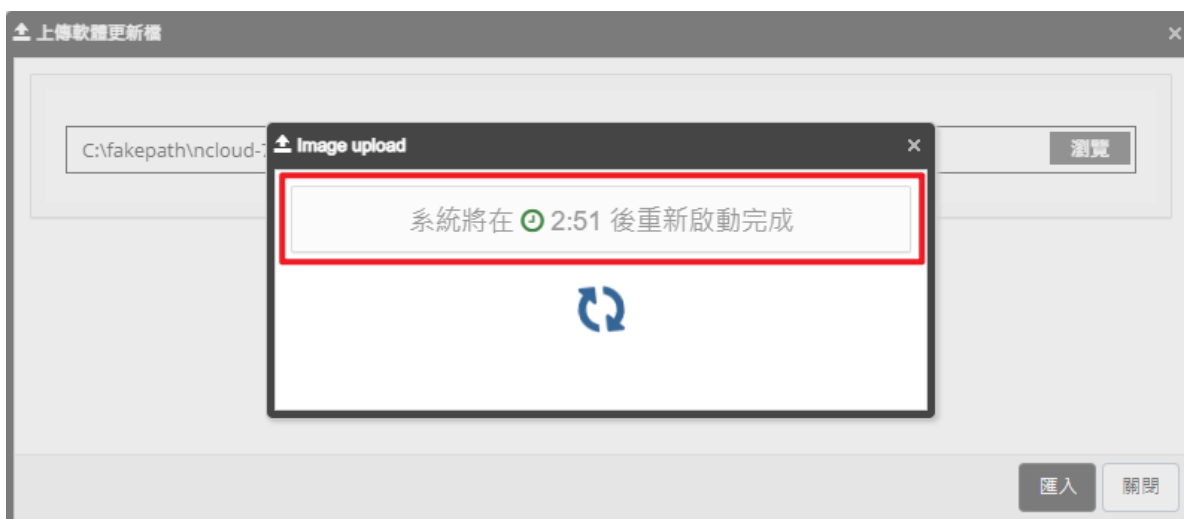 上傳軟體更新檔
C:\fakepath\ncloud-
瀏覽
Image upload
系統將在 2:51 後重新啟動完成
匯入
關閉